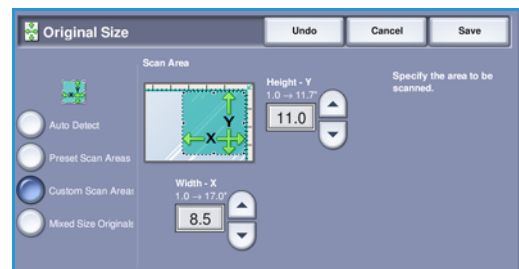 Original Size
Undo
Cancel
Save
Scan Area
Height - Y
1.0 → 11.7"
11.0
Specify the area to be
scanned.
Auto Detect
Preset Scan Areas
Custom Scan Areas
Mixed Size Originals
Y
X
Width - X
1.0 → 17.0"
8.5